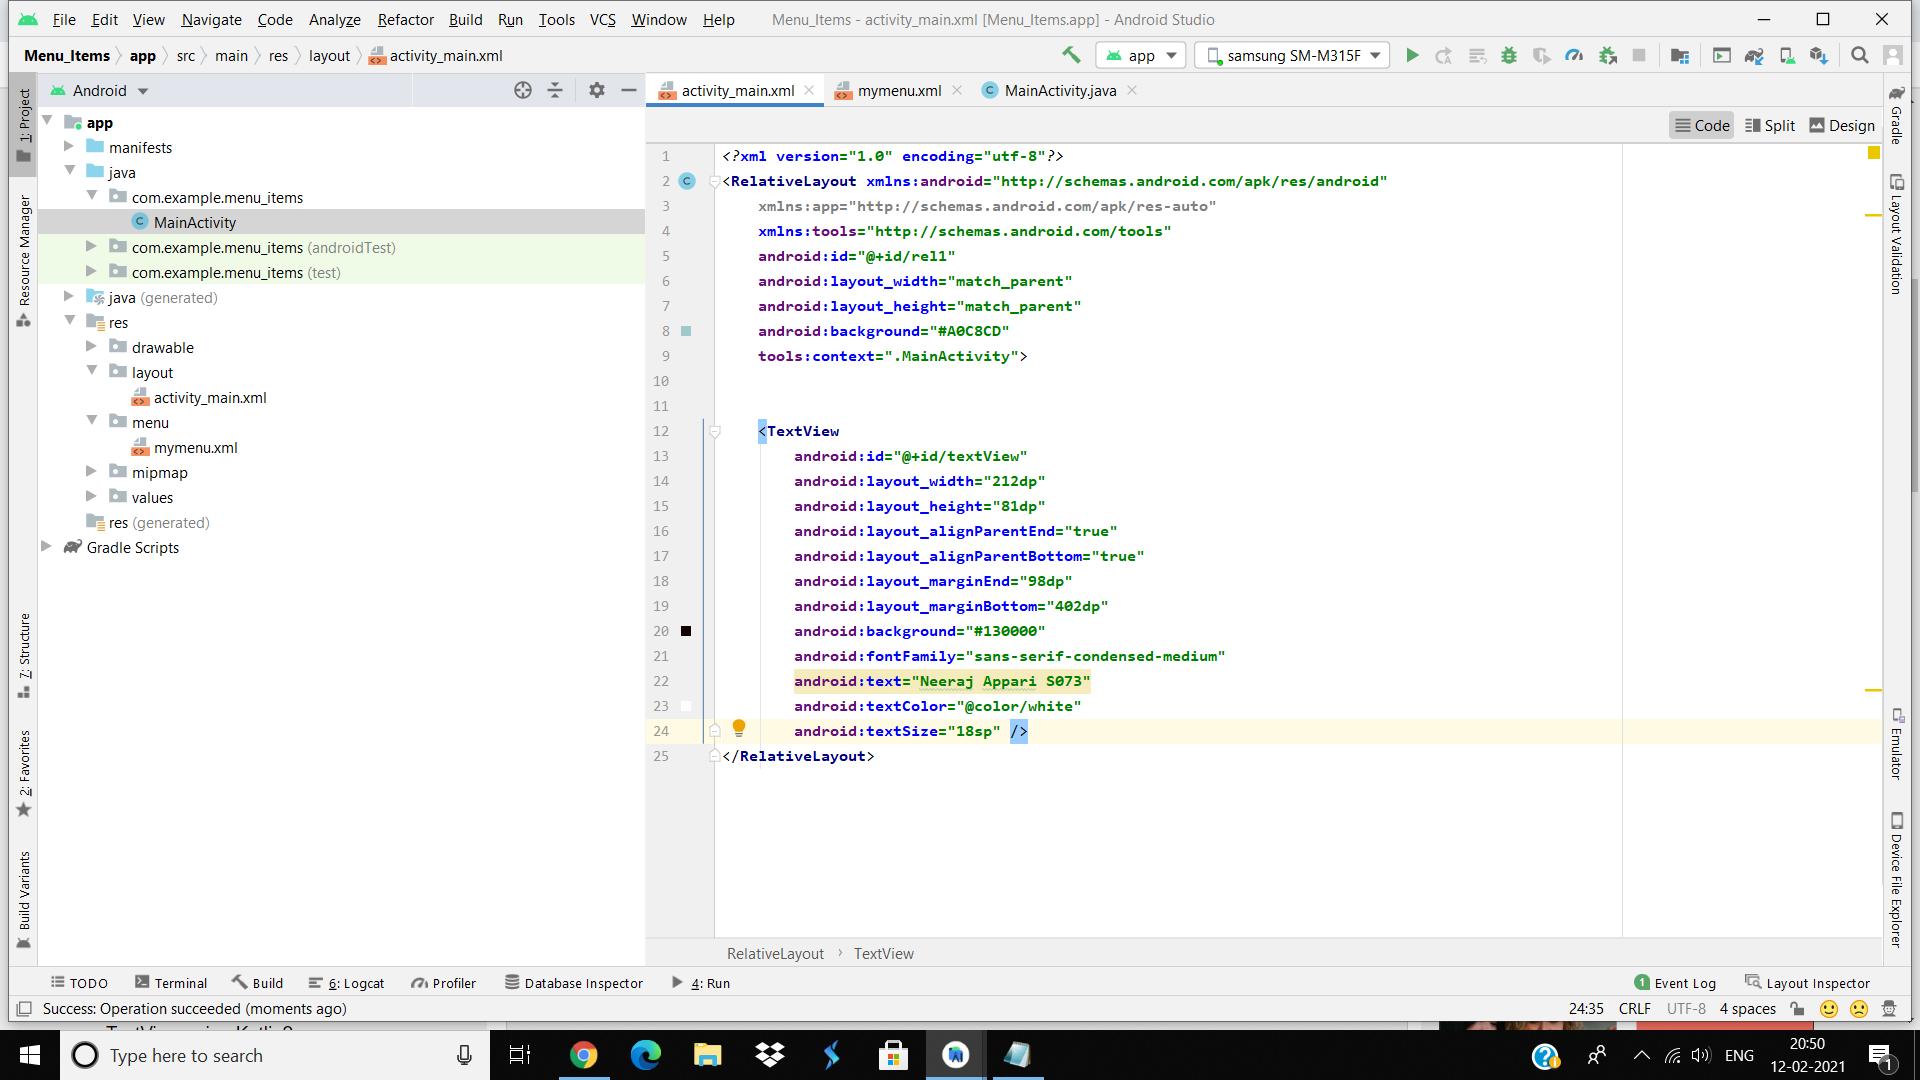 File Edit View Navigate Code Analyze Refactor Build Run Tools VCS Window Help Menu_Items - activity_main.xml [Menu_Items.app] - Android Studio
Menu_Items app src main res layout activity_main.xml app samsung SM-M315F
Android activity_main.xml mymenu.xml MainActivity.java
Code Split Design
1: Project
Resource Manager
7: Structure
2: Favorites
Build Variants
app
manifests
java
com.example.menu_items
MainActivity
com.example.menu_items (androidTest)
com.example.menu_items (test)
java (generated)
res
drawable
layout
activity_main.xml
menu
mymenu.xml
mipmap
values
res (generated)
Gradle Scripts
1 <?xml version="1.0" encoding="utf-8"?>
2 C <RelativeLayout xmlns:android="http://schemas.android.com/apk/res/android"
3 xmlns:app="http://schemas.android.com/apk/res-auto"
4 xmlns:tools="http://schemas.android.com/tools"
5 android:id="@+id/rel1"
6 android:layout_width="match_parent"
7 android:layout_height="match_parent"
8 android:background="#A0C8CD"
9 tools:context=".MainActivity">
10
11
12 <TextView
13 android:id="@+id/textView"
14 android:layout_width="212dp"
15 android:layout_height="81dp"
16 android:layout_alignParentEnd="true"
17 android:layout_alignParentBottom="true"
18 android:layout_marginEnd="98dp"
19 android:layout_marginBottom="402dp"
20 android:background="#130000"
21 android:fontFamily="sans-serif-condensed-medium"
22 android:text="Neeraj Appari S073"
23 android:textColor="@color/white"
24 android:textSize="18sp" />
25 </RelativeLayout>
Gradle
Layout Validation
Emulator
Device File Explorer
RelativeLayout TextView
TODO Terminal Build 6: Logcat Profiler Database Inspector 4: Run 1 Event Log Layout Inspector
Success: Operation succeeded (moments ago) 24:35 CRLF UTF-8 4 spaces
Type here to search ENG 20:50
12-02-2021 1